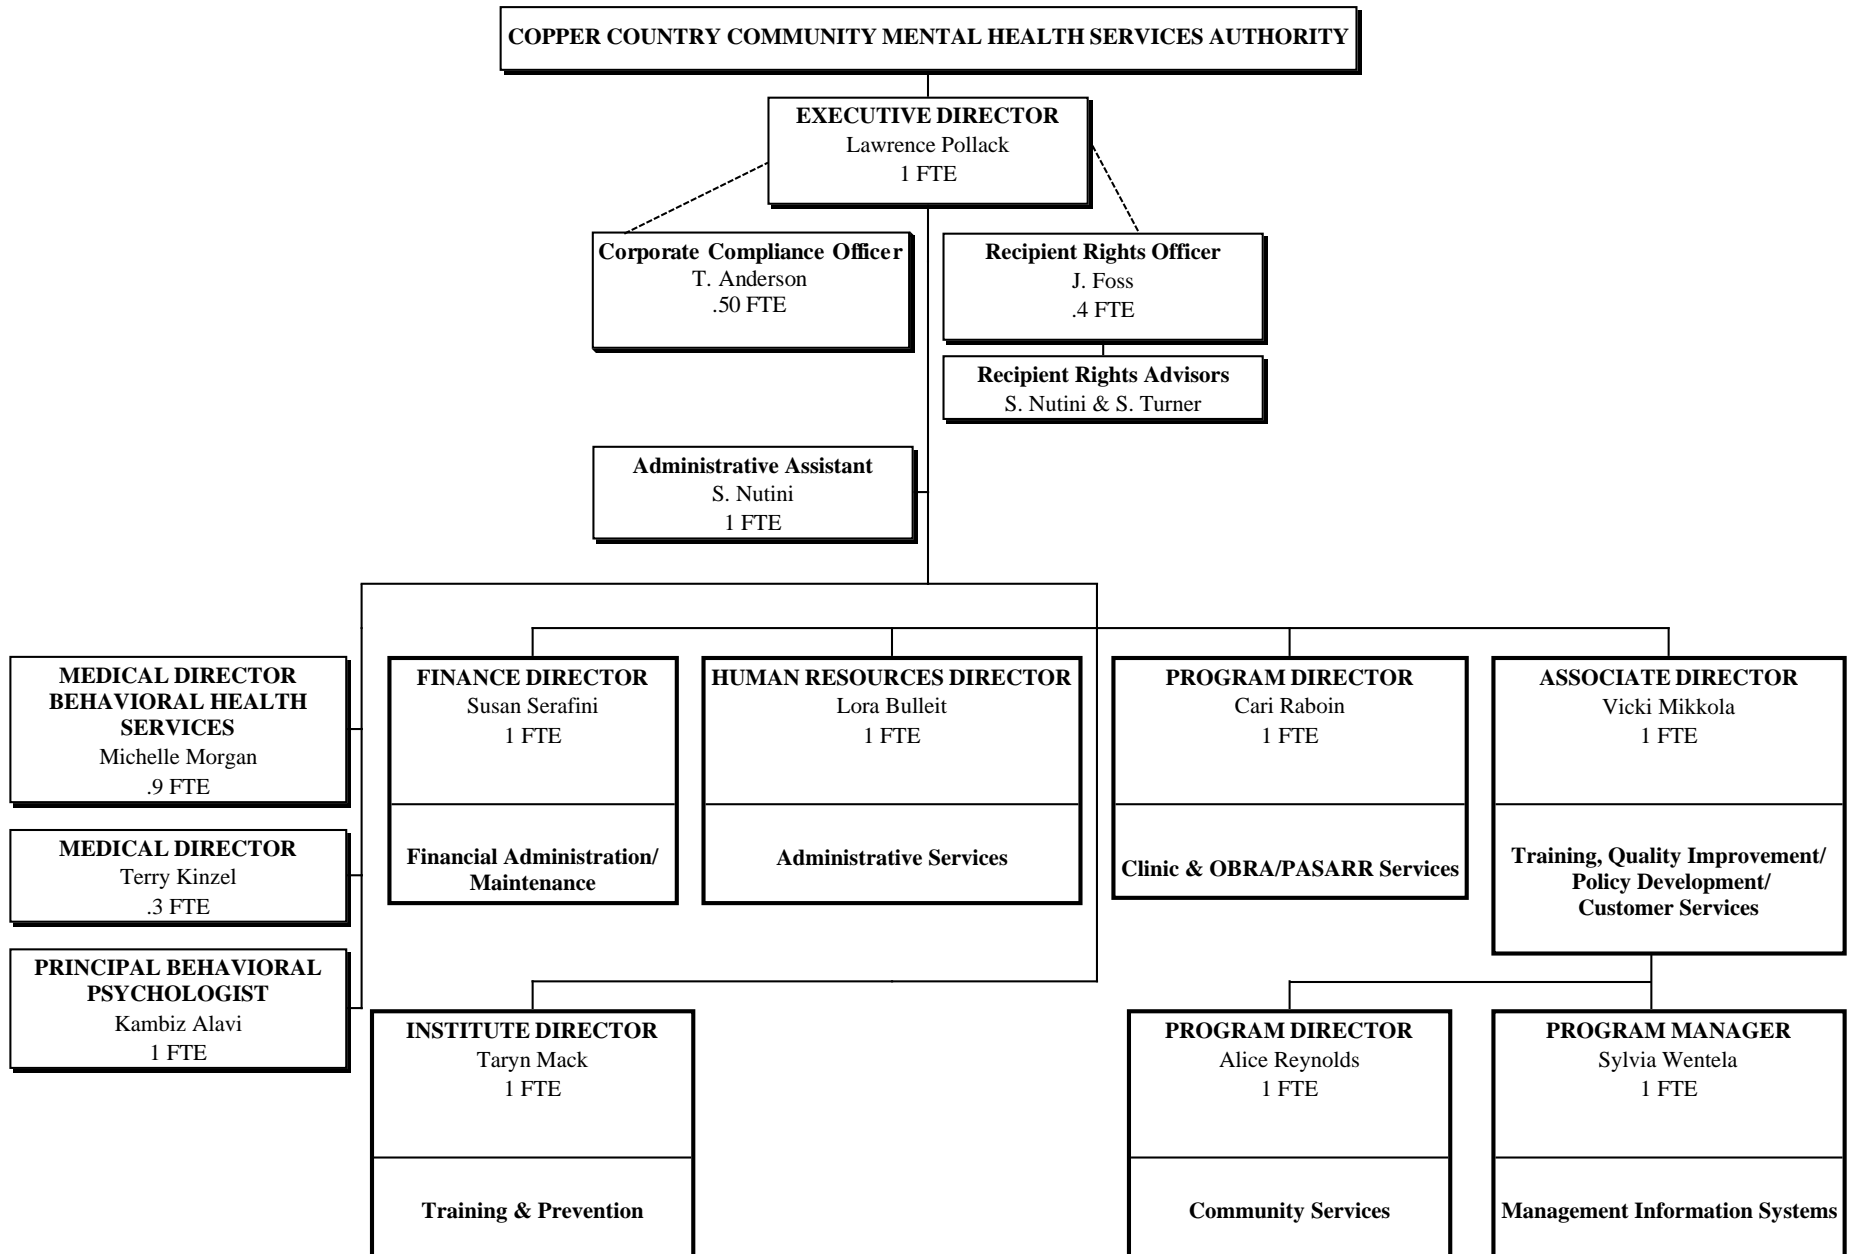 COPPER COUNTRY COMMUNITY MENTAL HEALTH SERVICES AUTHORITY
EXECUTIVE DIRECTOR
Lawrence Pollack
1 FTE
Corporate Compliance Officer
T. Anderson
.50 FTE
Recipient Rights Officer
J. Foss
.4 FTE
Recipient Rights Advisors
S. Nutini & S. Turner
Administrative Assistant
S. Nutini
1 FTE
MEDICAL DIRECTOR
BEHAVIORAL HEALTH
SERVICES
Michelle Morgan
.9 FTE
MEDICAL DIRECTOR
Terry Kinzel
.3 FTE
PRINCIPAL BEHAVIORAL
PSYCHOLOGIST
Kambiz Alavi
1 FTE
FINANCE DIRECTOR
Susan Serafini
1 FTE
Financial Administration/
Maintenance
HUMAN RESOURCES DIRECTOR
Lora Bulleit
1 FTE
Administrative Services
PROGRAM DIRECTOR
Cari Raboin
1 FTE
Clinic & OBRA/PASARR Services
ASSOCIATE DIRECTOR
Vicki Mikkola
1 FTE
Training, Quality Improvement/
Policy Development/
Customer Services
INSTITUTE DIRECTOR
Taryn Mack
1 FTE
Training & Prevention
PROGRAM DIRECTOR
Alice Reynolds
1 FTE
Community Services
PROGRAM MANAGER
Sylvia Wentela
1 FTE
Management Information Systems